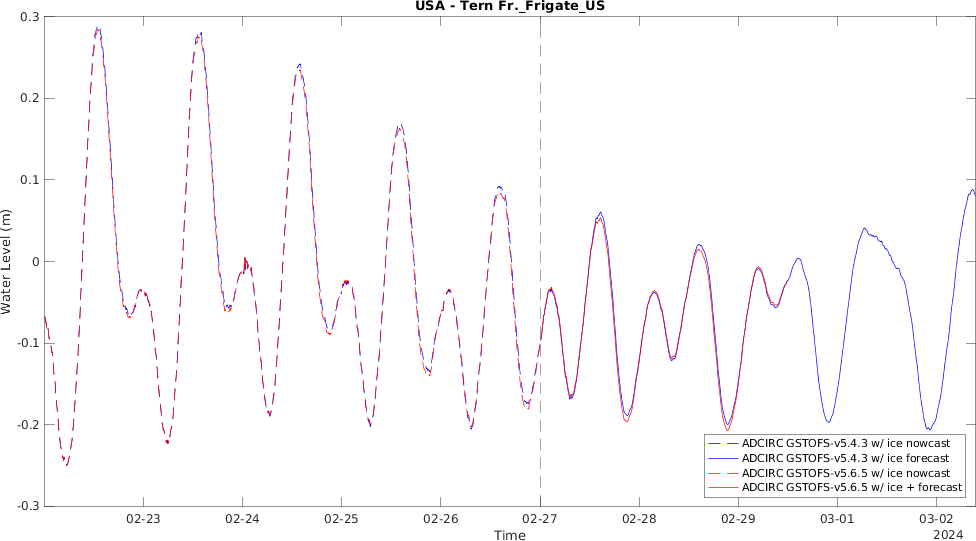 USA - Tern Fr._Frigate_US
0.3
0.2
0.1
0
-0.1
-0.2
-0.3
Water Level (m)
02-23
02-24
02-25
02-26
02-27
02-28
02-29
03-01
03-02
Time
2024
ADCIRC GSTOFS-v5.4.3 w/ ice nowcast
ADCIRC GSTOFS-v5.4.3 w/ ice forecast
ADCIRC GSTOFS-v5.6.5 w/ ice nowcast
ADCIRC GSTOFS-v5.6.5 w/ ice + forecast